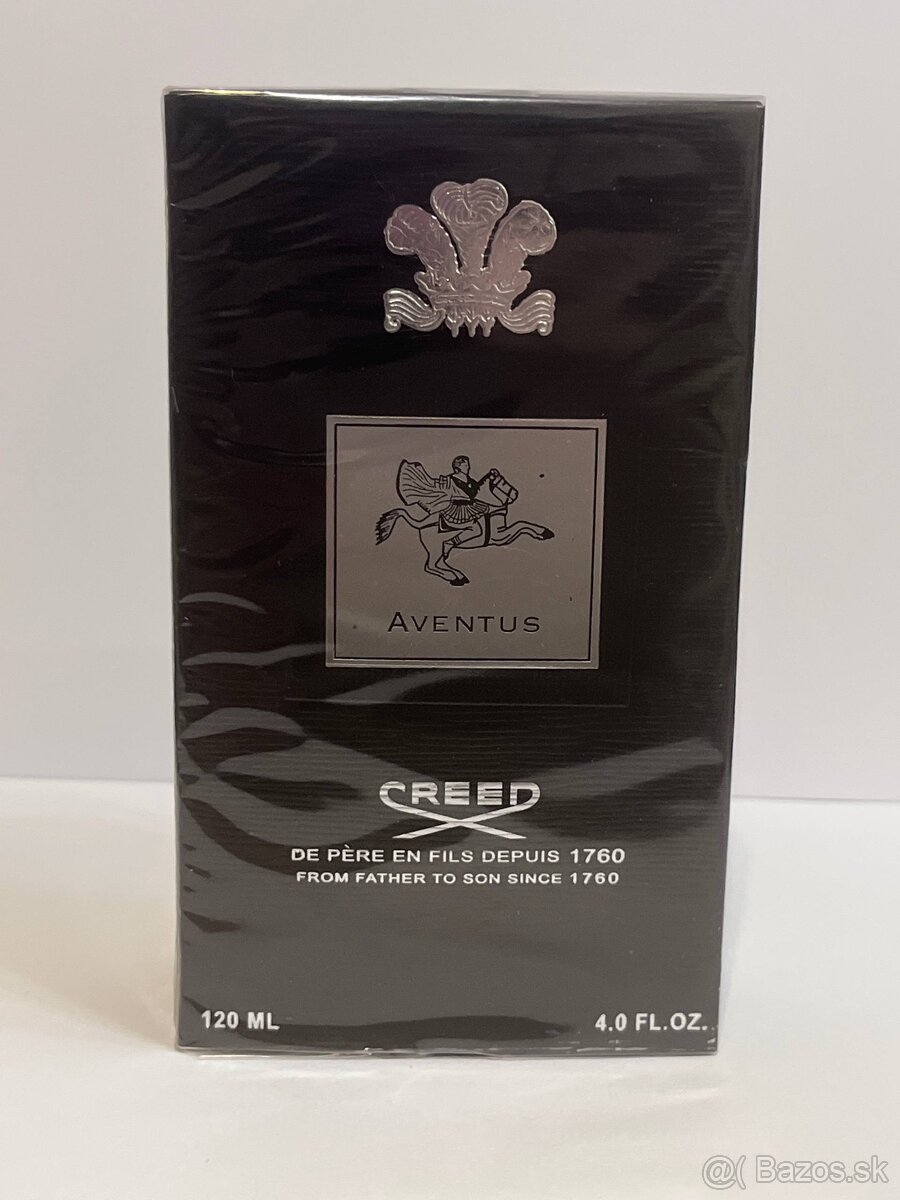 AVENTUS
CREED
DE PÈRE EN FILS DEPUIS 1760
FROM FATHER TO SON SINCE 1760
120 ML
4.0 FL.OZ.
@( Bazos.sk